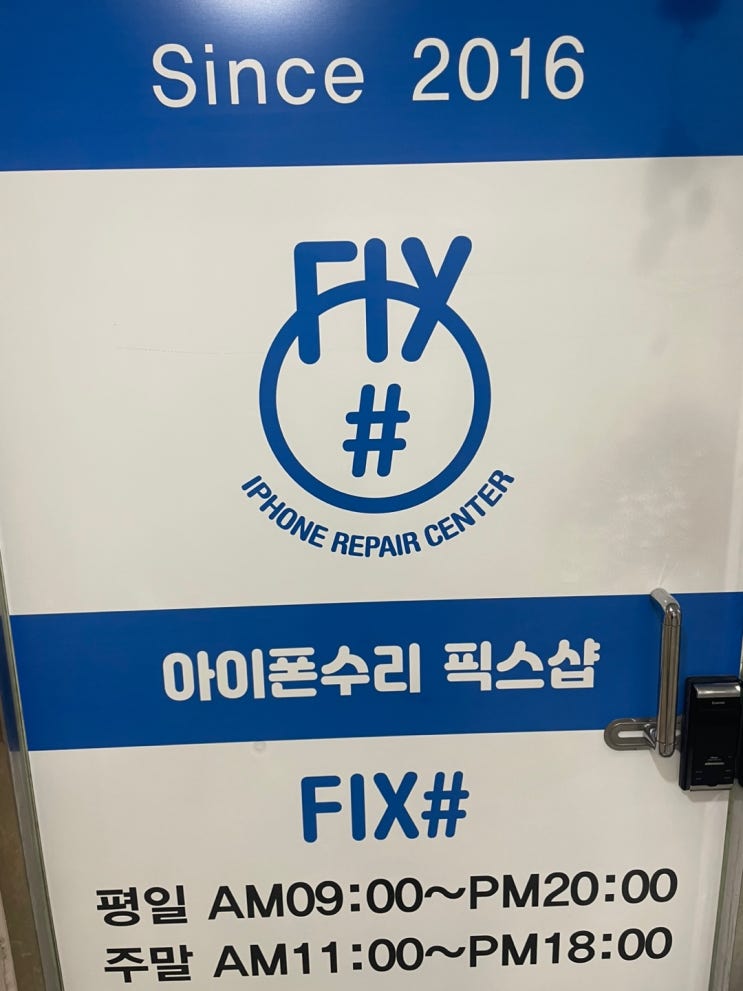 Since 2016
FIX
#
IPHONE REPAIR CENTER
아이폰수리 픽스샵
FIX#
평일 AM09:00~PM20:00
주말 AM11:00~PM18:00